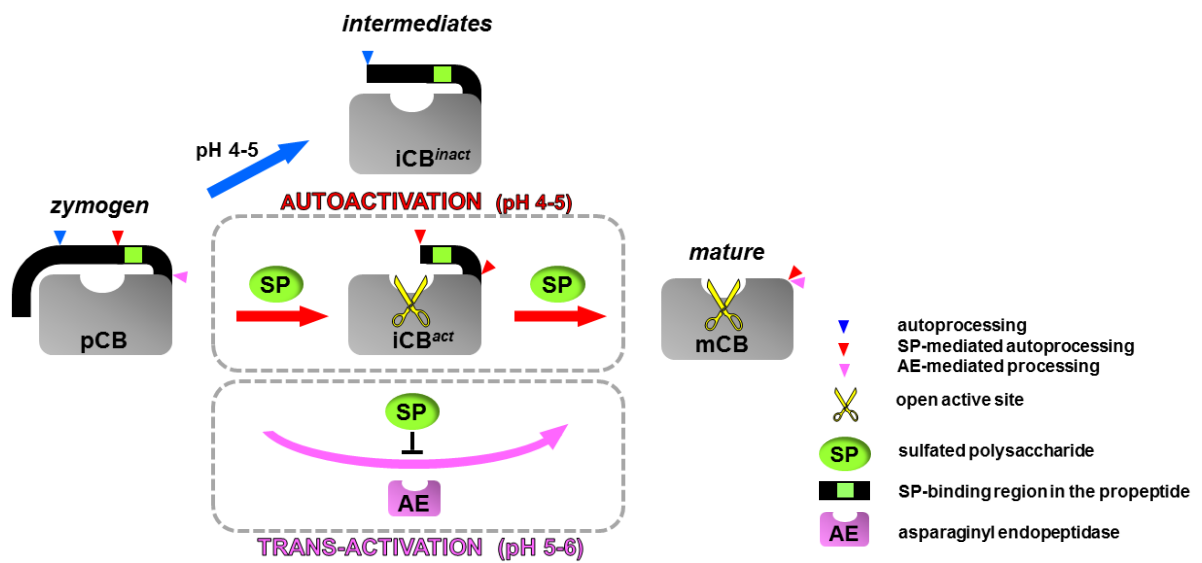 intermediates
iCBinact
pH 4-5
AUTOACTIVATION (pH 4-5)
zymogen
pCB
SP
iCBact
SP
mature
mCB
SP
AE
TRANS-ACTIVATION (pH 5-6)
autoprocessing
SP-mediated autoprocessing
AE-mediated processing
open active site
SP
sulfated polysaccharide
SP-binding region in the propeptide
AE
asparaginyl endopeptidase